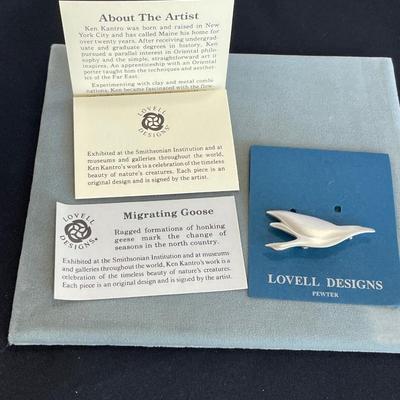 About The Artist
Ken Kantro was born and raised in
New York City and has called Maine his home for
over twenty years. After receiving undergrad-
uate and graduate degrees in history, Ken
pursued a parallel interest in Oriental philo-
sophy and the simple, straightforward art it
inspires. An apprenticeship with an Oriental
porter taught him the techniques and aesthet-
ics of the Far East.
Experimenting with clay and metal combi-
nations, Ken became fascinated with the flow-
LOVELL
DESIGNS
Exhibited at the Smithsonian Institution and at
museums and galleries throughout the world,
Ken Kantro's work is a celebration of the timeless
beauty of nature's creatures. Each piece is an
original design and is signed by the artist.
LOVELL
DESIGNS®
Migrating Goose
Ragged formations of honking
geese mark the change of
seasons in the north country.
Exhibited at the Smithsonian Institution and at museums
and galleries throughout the world, Ken Kantro's work is a
celebration of the timeless beauty of nature's creatures.
Each piece is an original design and is signed by the artist.
LOVELL DESIGNS
PEWTER